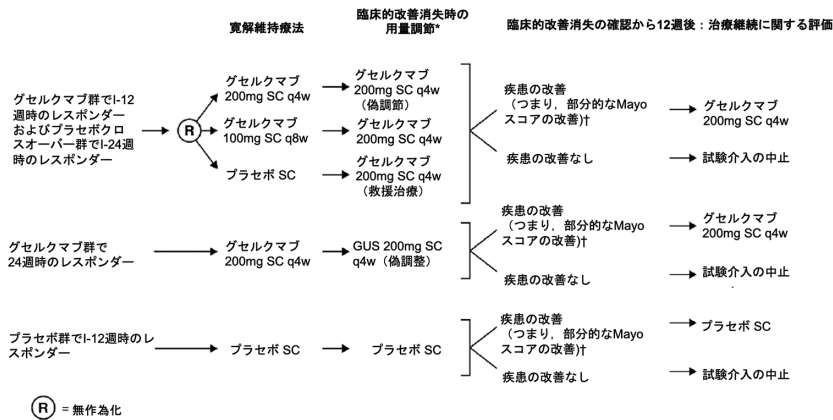 寛解維持療法
臨床的改善消失時の
用量調節*
臨床的改善消失の確認から12週後：治療継続に関する評価
グセルクマブ群でI-12
週時のレスポンダー
およびプラセボクロ
スオーバー群でI-24週
時のレスポンダー
R
グセルクマブ
200mg SC q4w
グセルクマブ
200mg SC q4w
（偽調節）
グセルクマブ
100mg SC q8w
グセルクマブ
200mg SC q4w
プラセボ SC
グセルクマブ
200mg SC q4w
（救援治療）
疾患の改善
（つまり，部分的なMayo
スコアの改善)†
グセルクマブ
200mg SC q4w
疾患の改善なし
試験介入の中止
グセルクマブ群で
24週時のレスポンダー
グセルクマブ
200mg SC q4w
GUS 200mg SC
q4w（偽調整）
疾患の改善
（つまり，部分的なMayo
スコアの改善)†
グセルクマブ
200mg SC q4w
疾患の改善なし
試験介入の中止
プラセボ群でI-12週時のレ
スポンダー
プラセボ SC
プラセボ SC
疾患の改善
（つまり，部分的なMayo
スコアの改善)†
プラセボ SC
疾患の改善なし
試験介入の中止
R = 無作為化